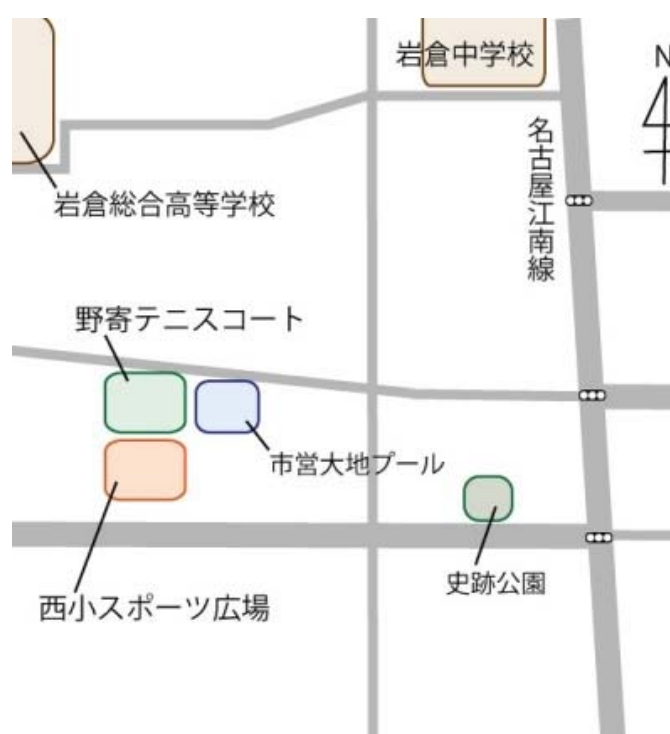 岩倉中学校
N
名古屋江南線
岩倉総合高等学校
野寄テニスコート
市営大地プール
史跡公園
西小スポーツ広場